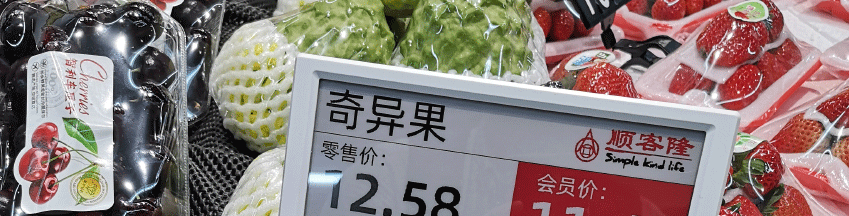 Cherries
智利车厘子
奇异果
顺客隆
Simple kind life
零售价:
12.58
会员价: